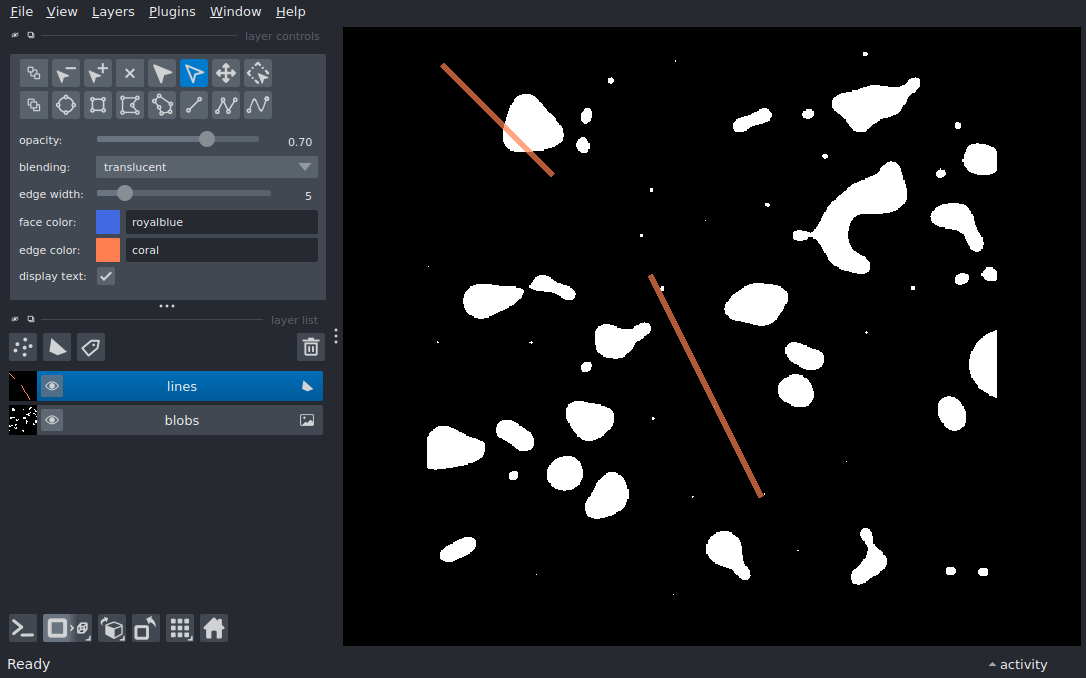 File View Layers Plugins Window Help
layer controls
opacity: 0.70
blending: translucent
edge width: 5
face color: royalblue
edge color: coral
display text:
layer list
lines
blobs
Ready
activity